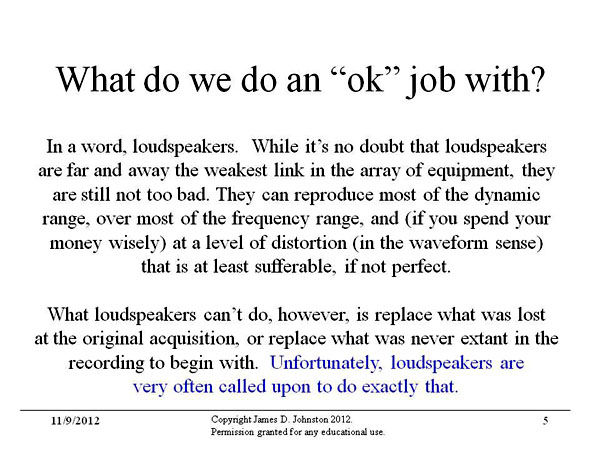 What do we do an “ok” job with?
In a word, loudspeakers.  While it’s no doubt that loudspeakers
are far and away the weakest link in the array of equipment, they
are still not too bad. They can reproduce most of the dynamic
range, over most of the frequency range, and (if you spend your
money wisely) at a level of distortion (in the waveform sense)
that is at least sufferable, if not perfect.
What loudspeakers can’t do, however, is replace what was lost
at the original acquisition, or replace what was never extant in the
recording to begin with.  Unfortunately, loudspeakers are
very often called upon to do exactly that.
11/9/2012
Copyright James D. Johnston 2012.
Permission granted for any educational use.
5